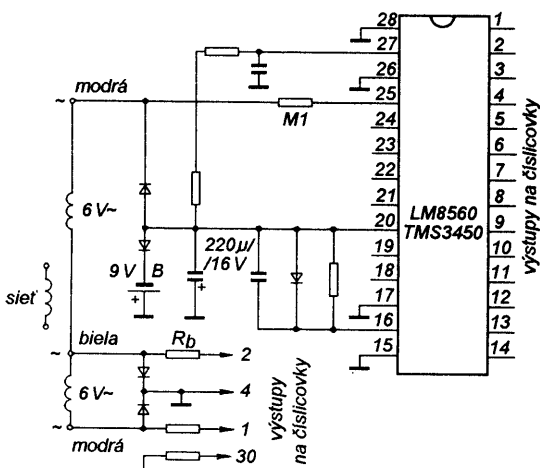 28
27
26
25
24
23
22
21
20
19
18
17
16
15
1
2
3
4
5
6
7
8
9
10
11
12
13
14
LM8560
TMS3450
výstupy na číslicovky
modrá
~
M1
6 V~
220µ/
/16 V
9 V B
+
+
sieť
~
biela
Rb
2
4
6 V~
1
~
modrá
30
výstupy
na číslicovky